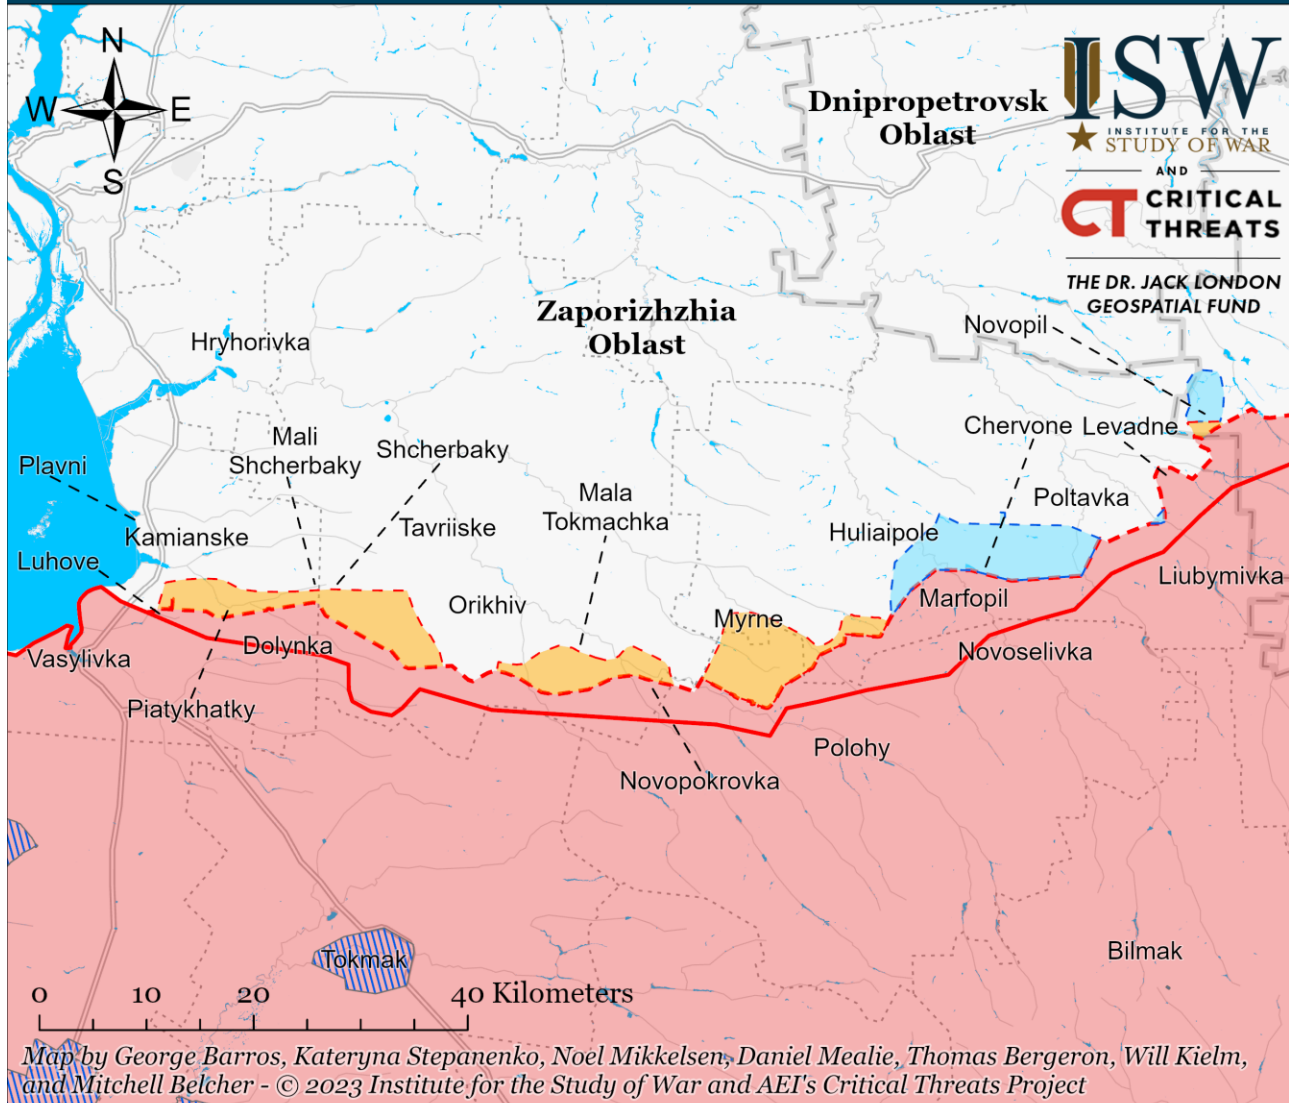 N
W
E
S
Dnipropetrovsk
Oblast
ISW
INSTITUTE FOR THE
STUDY OF WAR
AND
CT CRITICAL
THREATS
THE DR. JACK LONDON
GEOSPATIAL FUND
Zaporizhzhia
Oblast
Novopil
Hryhorivka
Chervone
Levadne
Mali
Shcherbaky
Shcherbaky
Plavni
Mala
Tokmachka
Poltavka
Tavriiske
Kamianske
Huliaipole
Luhove
Liubymivka
Orikhiv
Marfopil
Myrne
Dolynka
Vasylivka
Novoselivka
Piatykhatky
Polohy
Novopokrovka
Tokmak
Bilmak
0 10 20 40 Kilometers
Map by George Barros, Kateryna Stepanenko, Noel Mikkelsen, Daniel Mealie, Thomas Bergeron, Will Kielm,
and Mitchell Belcher - © 2023 Institute for the Study of War and AEI's Critical Threats Project